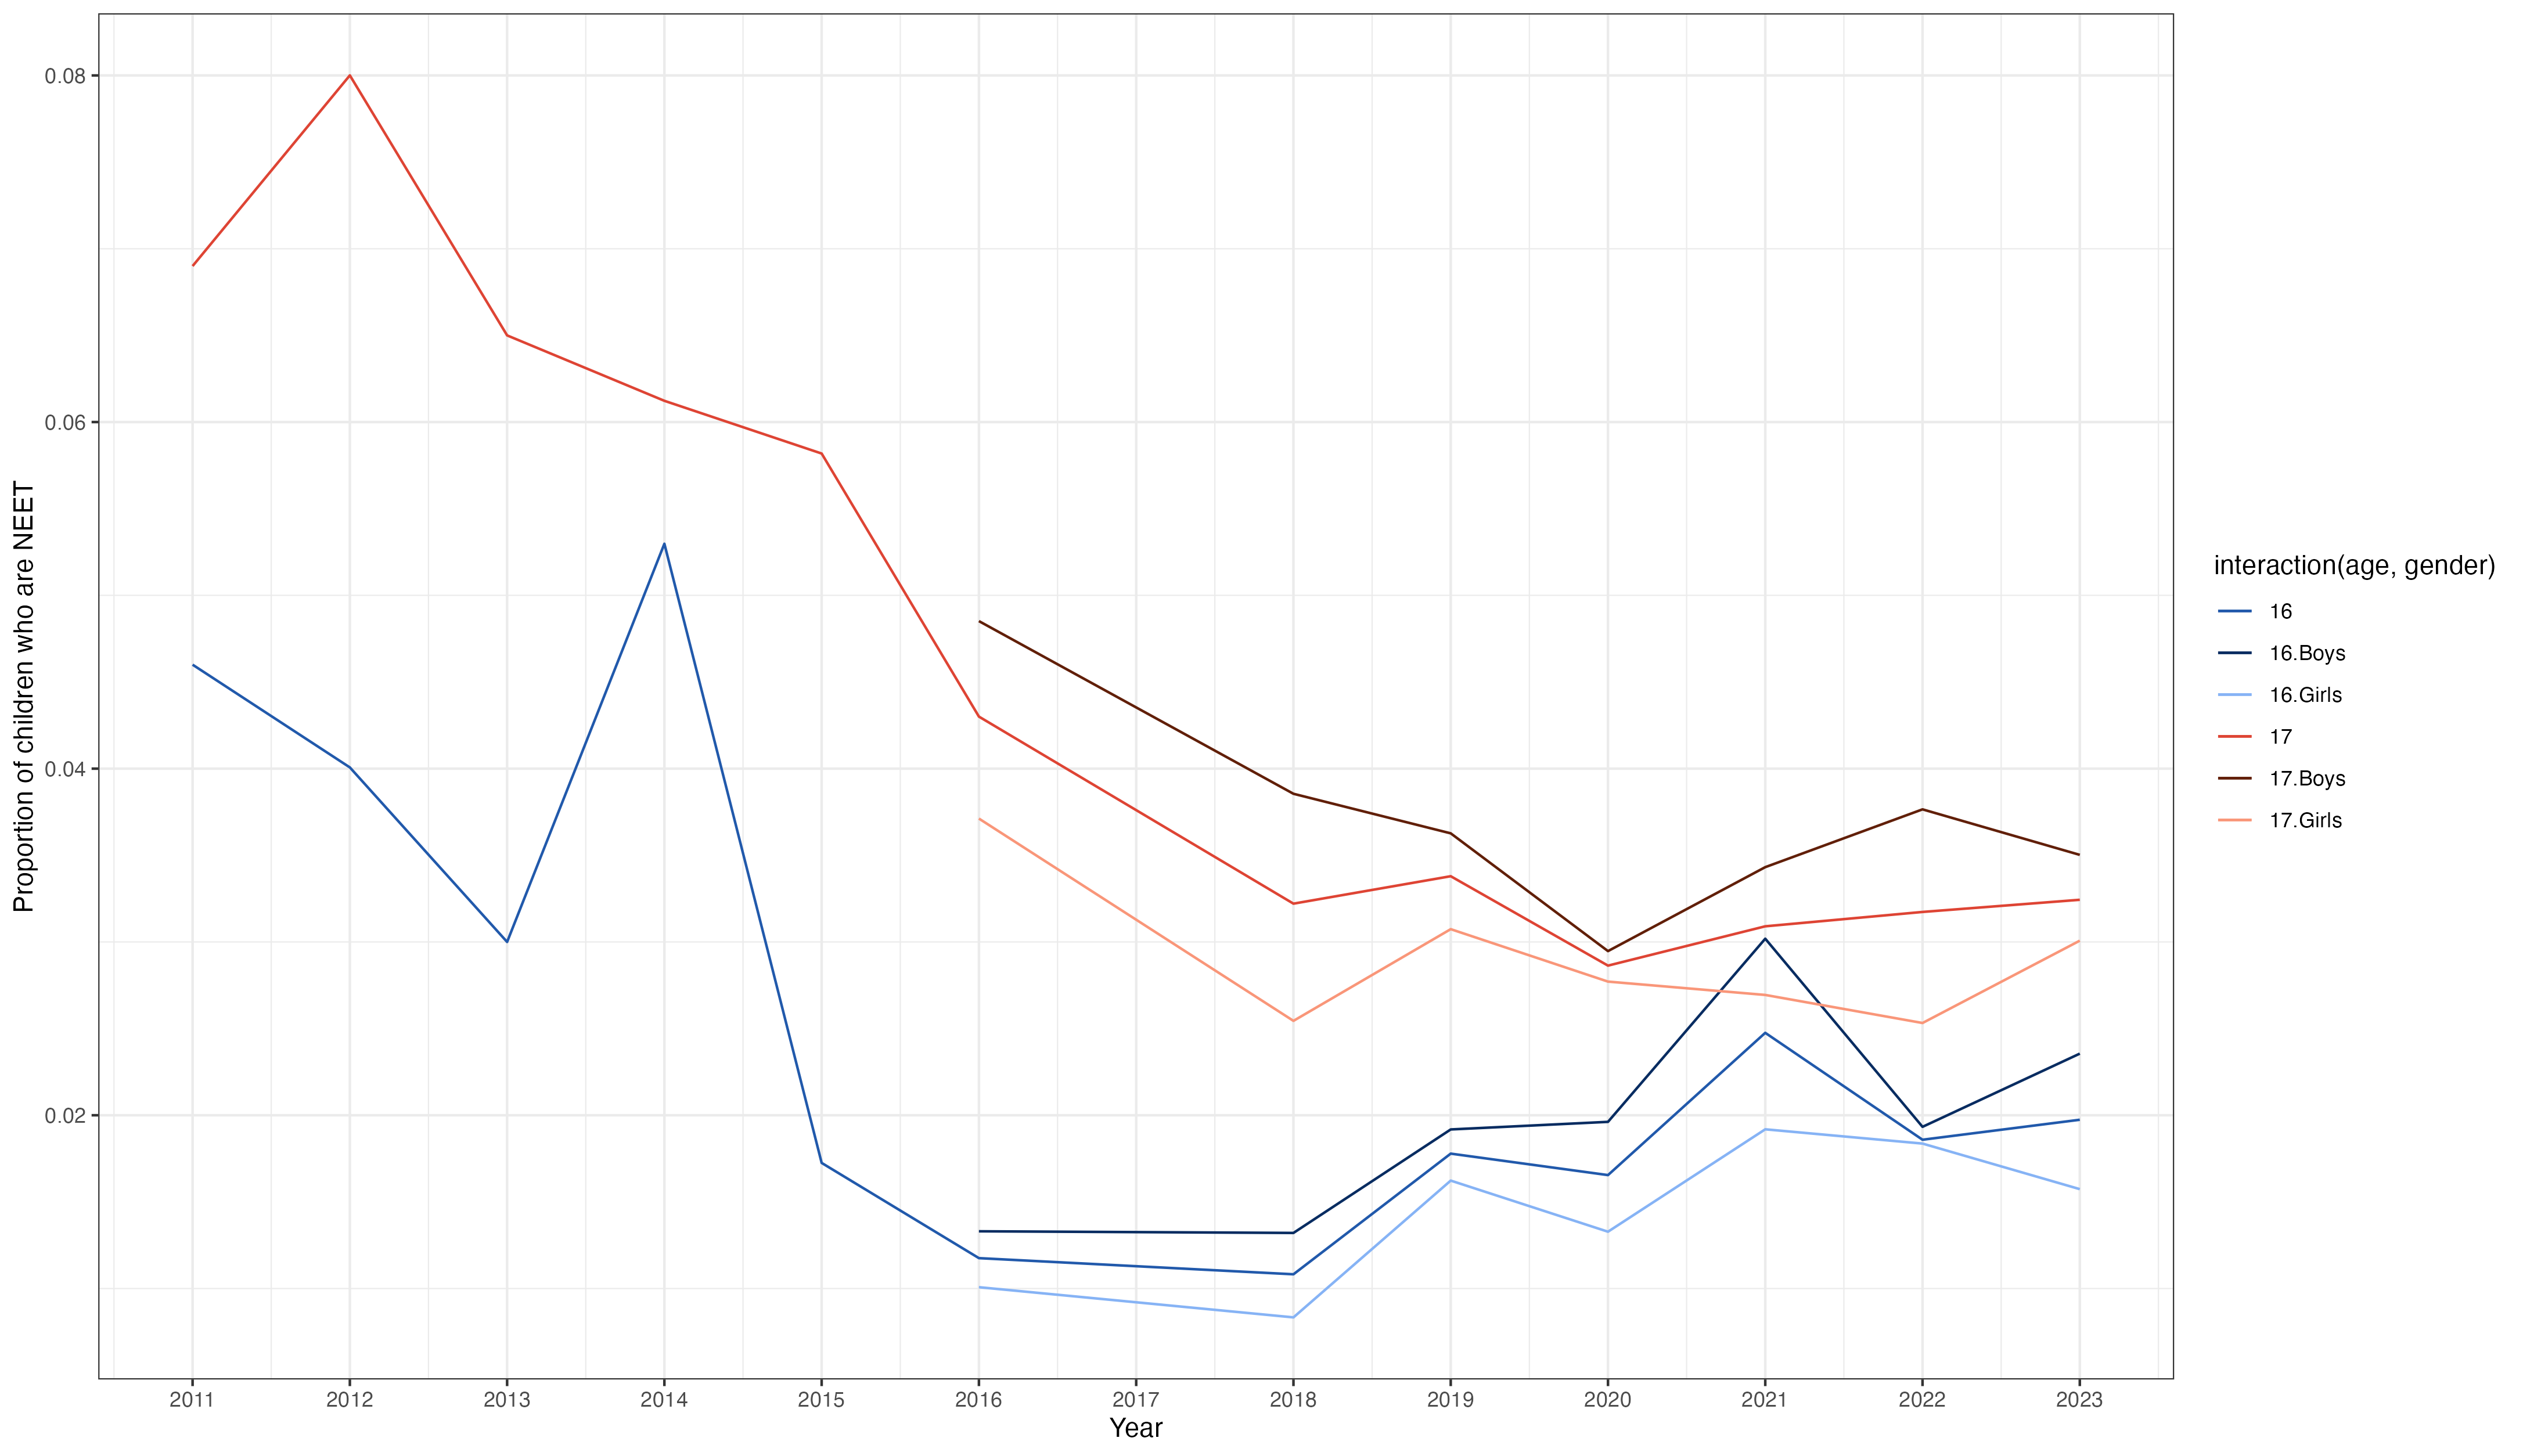 0.08
0.06
0.04
0.02
Proportion of children who are NEET
2011 2012 2013 2014 2015 2016 2017 2018 2019 2020 2021 2022 2023
Year
interaction(age, gender)
16
16.Boys
16.Girls
17
17.Boys
17.Girls